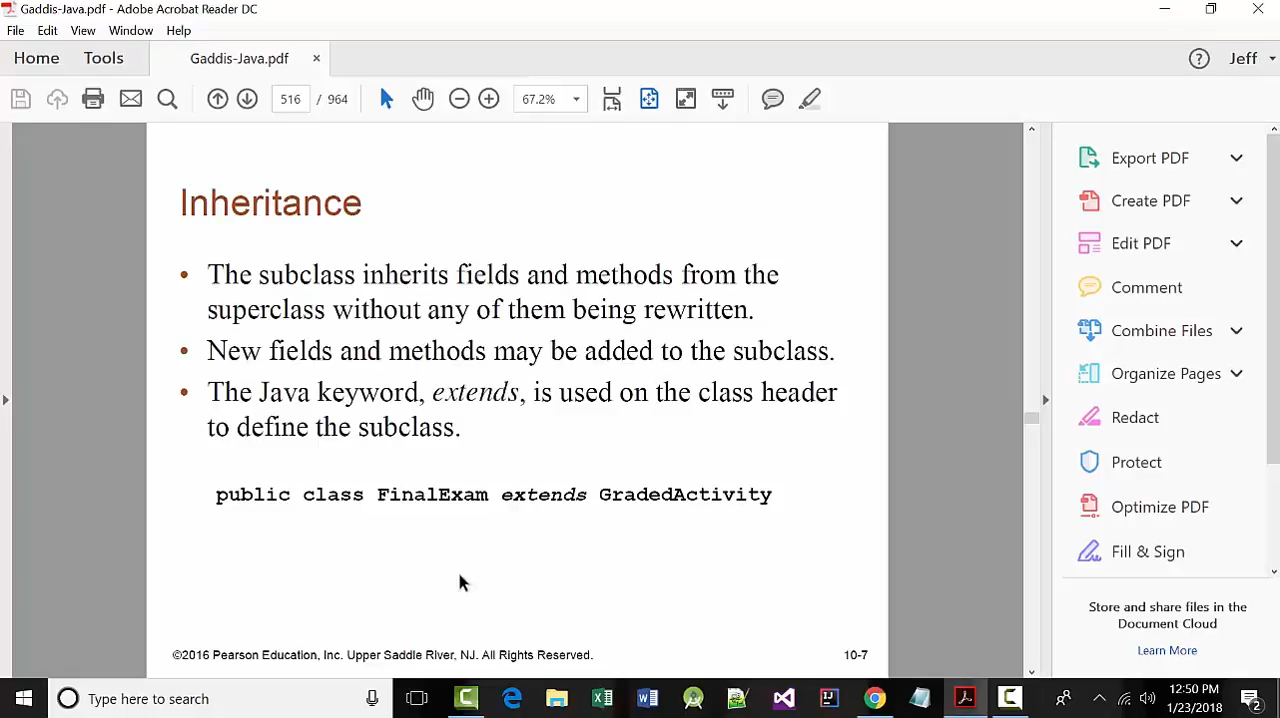 Gaddis-Java.pdf - Adobe Acrobat Reader DC
File Edit View Window Help
Home Tools Gaddis-Java.pdf × ? Jeff
516 / 964 67.2%
Inheritance
• The subclass inherits fields and methods from the
superclass without any of them being rewritten.
• New fields and methods may be added to the subclass.
• The Java keyword, extends, is used on the class header
to define the subclass.
public class FinalExam extends GradedActivity
©2016 Pearson Education, Inc. Upper Saddle River, NJ. All Rights Reserved. 10-7
Export PDF
Create PDF
Edit PDF
Comment
Combine Files
Organize Pages
Redact
Protect
Optimize PDF
Fill & Sign
Store and share files in the
Document Cloud
Learn More
Type here to search
12:50 PM
1/23/2018
2